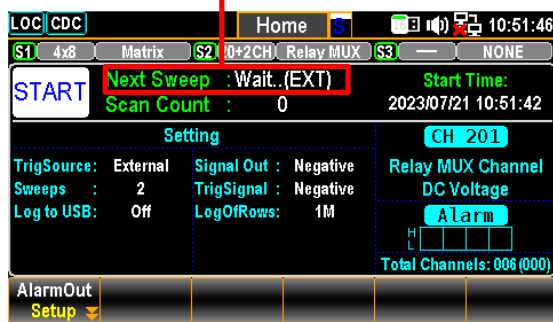 LOC CDC Home S 10:51:46
S1 4x8 Matrix S2 20+2CH Relay MUX S3 — NONE
START
Next Sweep : Wait..(EXT)
Scan Count : 0
Start Time:
2023/07/21 10:51:42
Setting
TrigSource: External Signal Out : Negative
Sweeps : 2 TrigSignal : Negative
Log to USB: Off LogOfRows: 1M
CH 201
Relay MUX Channel
DC Voltage
Alarm
H
L
Total Channels: 006(000)
AlarmOut
Setup